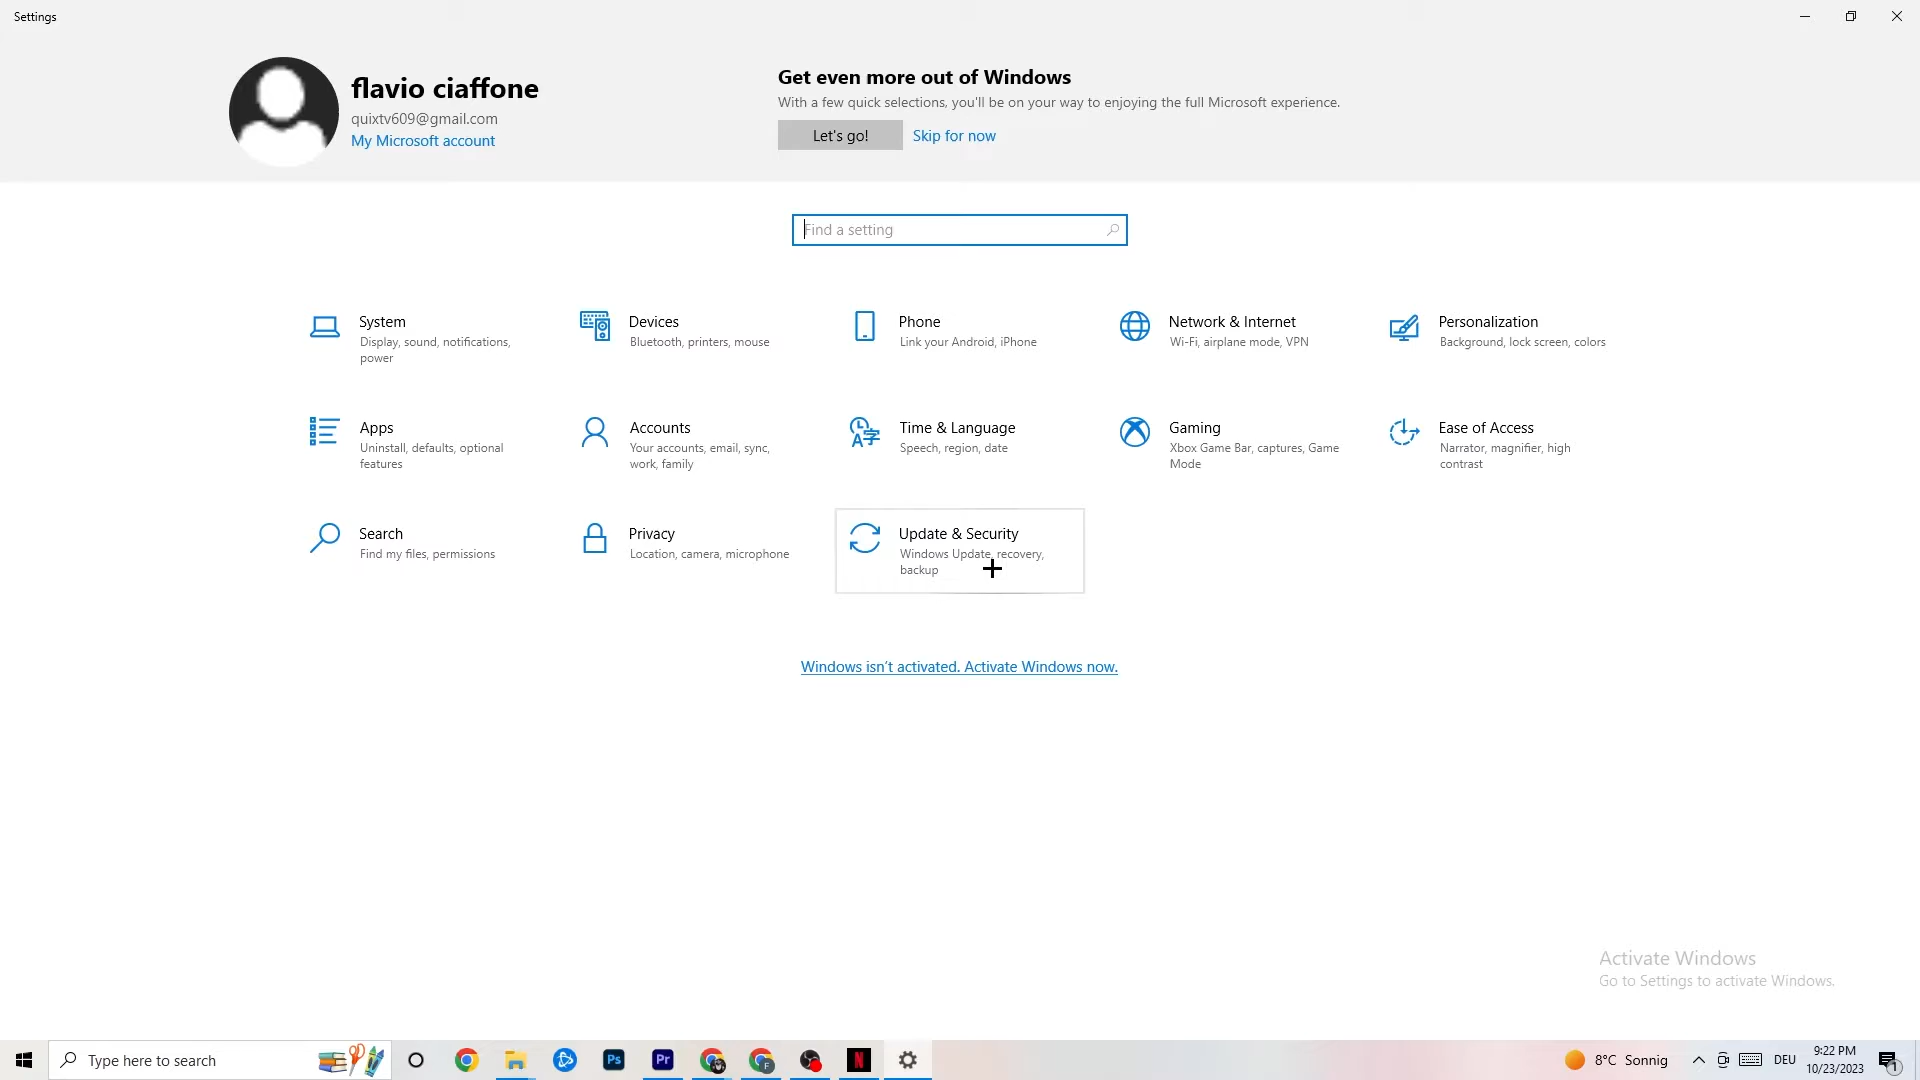 Settings
flavio ciaffone
quixtv609@gmail.com
My Microsoft account
Get even more out of Windows
With a few quick selections, you'll be on your way to enjoying the full Microsoft experience.
Let's go!
Skip for now
Find a setting
System
Display, sound, notifications,
power
Devices
Bluetooth, printers, mouse
Phone
Link your Android, iPhone
Network & Internet
Wi-Fi, airplane mode, VPN
Personalization
Background, lock screen, colors
Apps
Uninstall, defaults, optional
features
Accounts
Your accounts, email, sync,
work, family
Time & Language
Speech, region, date
Gaming
Xbox Game Bar, captures, Game
Mode
Ease of Access
Narrator, magnifier, high
contrast
Search
Find my files, permissions
Privacy
Location, camera, microphone
Update & Security
Windows Update, recovery,
backup
Windows isn't activated. Activate Windows now.
Activate Windows
Go to Settings to activate Windows.
Type here to search
Ps
Pr
F
N
8°C Sonnig
DEU
9:22 PM
10/23/2023
1